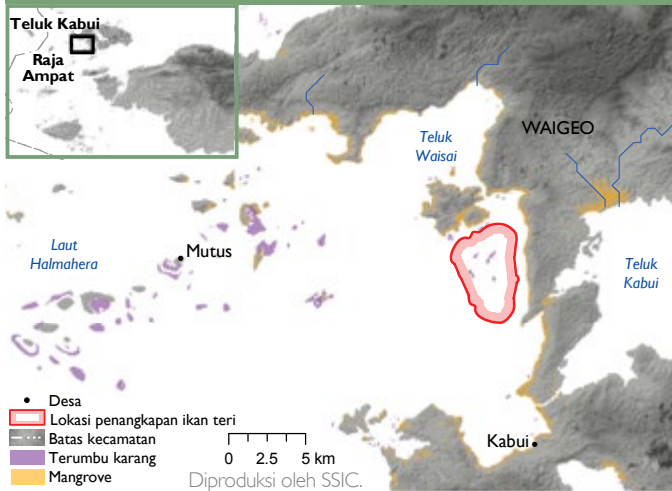 Teluk Kabui
Raja
Ampat
WAIGEO
Teluk
Waisai
Laut
Halmahera
Mutus
Teluk
Kabui
Kabui
Desa
Lokasi penangkapan ikan teri
Batas kecamatan
Terumbu karang
Mangrove
0 2.5 5 km
Diproduksi oleh SSIC.